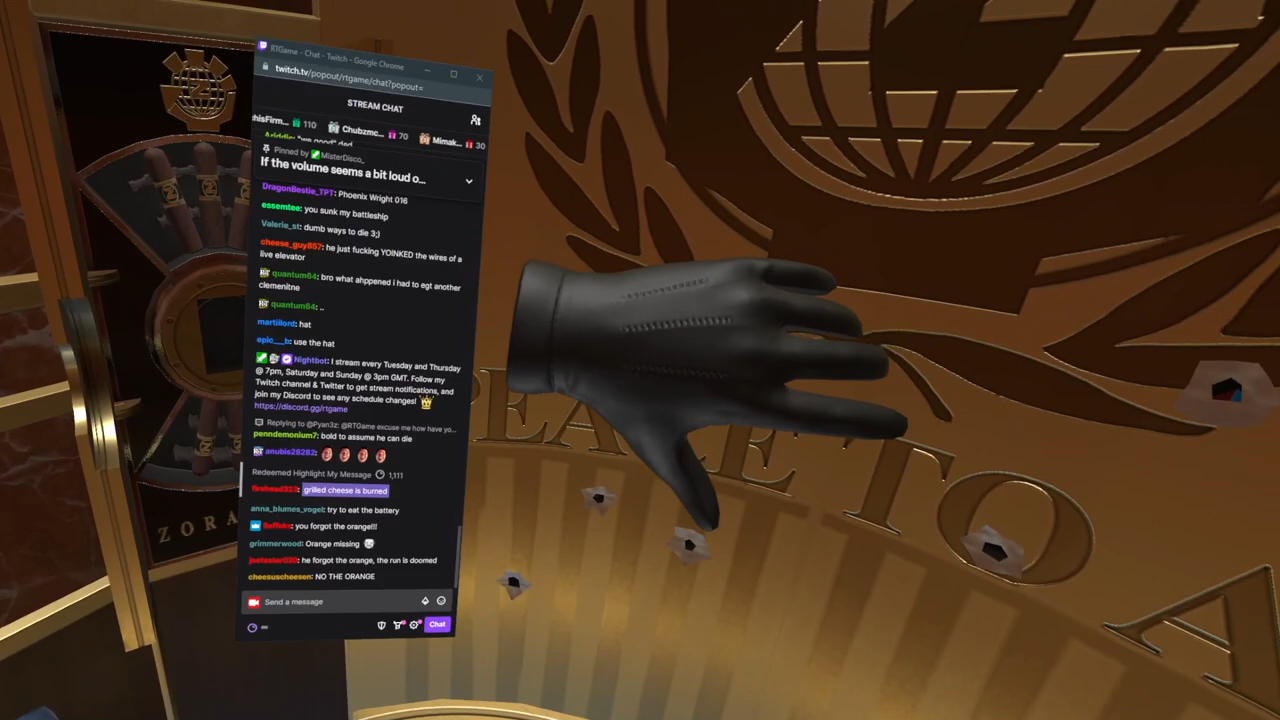 RTGame - Chat - Twitch - Google Chrome
twitch.tv/popout/rtgame/chat?popout=
STREAM CHAT
hisFirm... 110 Chubzmc... 70 Mimak... 30
"we good" ded
Pinned by MisterDisco_
If the volume seems a bit loud o...
DragonBestie_TPT: Phoenix Wright 016
essemtee: you sunk my battleship
Valerie_st: dumb ways to die 3;)
cheese_guy857: he just fucking YOINKED the wires of a
live elevator
quantum64: bro what ahppened i had to egt another
clemenitne
quantum64: ..
martillord: hat
epic___b: use the hat
Nightbot: I stream every Tuesday and Thursday
@ 7pm, Saturday and Sunday @ 3pm GMT. Follow my
Twitch channel & Twitter to get stream notifications, and
join my Discord to see any schedule changes!
https://discord.gg/rtgame
Replying to @Pyan3z: @RTGame excuse me how have yo...
penndemonium7: bold to assume he can die
anubis28282:
Redeemed Highlight My Message 1,111
grilled cheese is burned
anna_blumes_vogel: try to eat the battery
you forgot the orange!!!
grimmerwood: Orange missing
he forgot the orange, the run is doomed
cheesuscheesen: NO THE ORANGE
Send a message
Chat
Z
ZORA
PEACE TO A